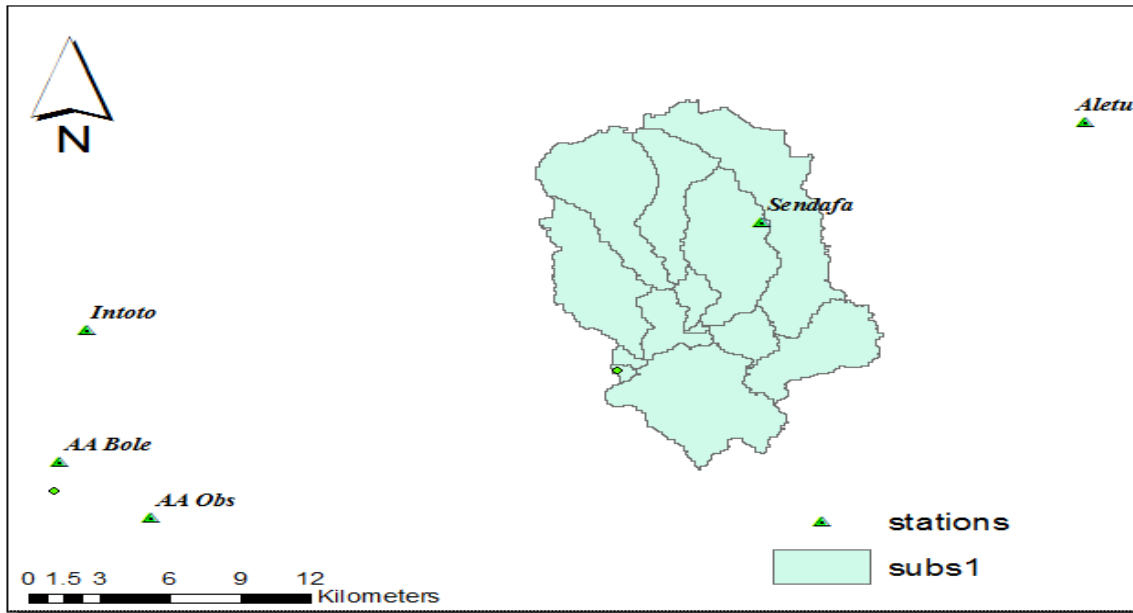 N
Aletu
Sendafa
Intoto
AA Bole
AA Obs
stations
subs1
0 1.5 3 6 9 12
Kilometers